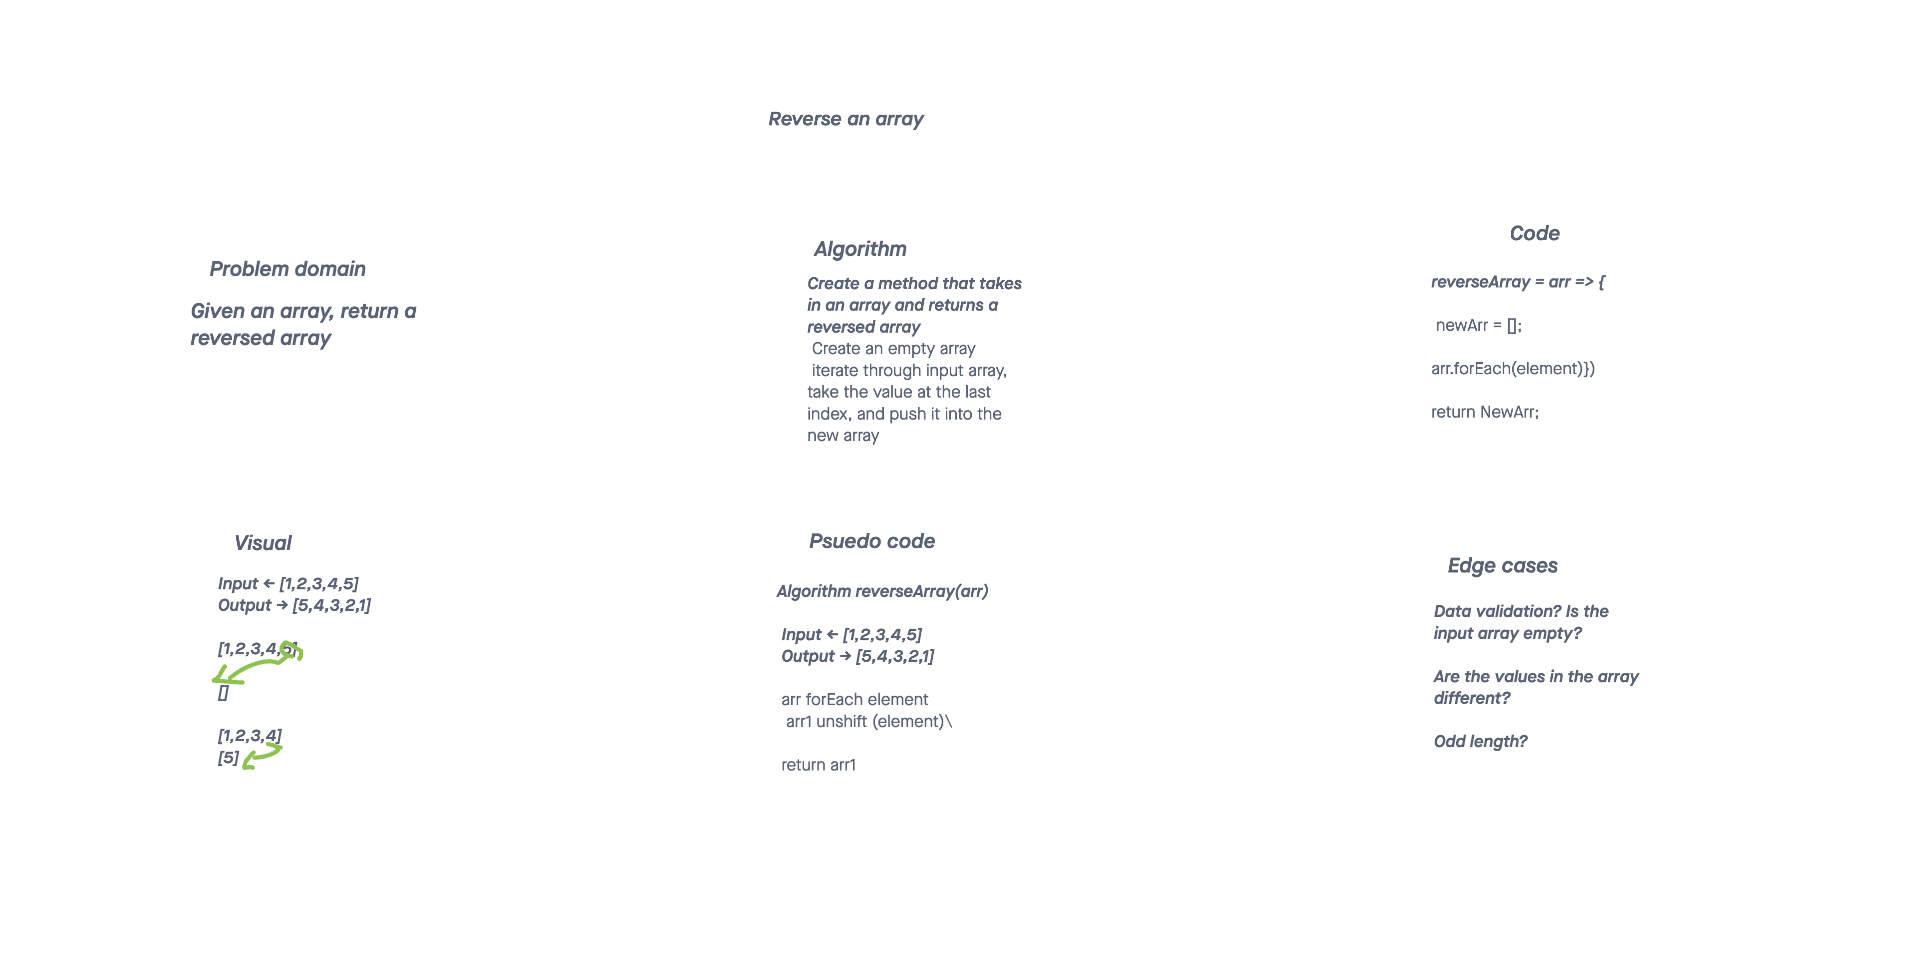 Reverse an array
Problem domain
Given an array, return a
reversed array
Visual
Input ← [1,2,3,4,5]
Output → [5,4,3,2,1]
[1,2,3,4,5]
[]
[1,2,3,4]
[5]
Algorithm
Create a method that takes
in an array and returns a
reversed array
Create an empty array
iterate through input array,
take the value at the last
index, and push it into the
new array
Psuedo code
Algorithm reverseArray(arr)
Input ← [1,2,3,4,5]
Output → [5,4,3,2,1]
arr forEach element
arr1 unshift (element)\
return arr1
Code
reverseArray = arr => {
newArr = [];
arr.forEach(element)})
return NewArr;
Edge cases
Data validation? Is the
input array empty?
Are the values in the array
different?
Odd length?